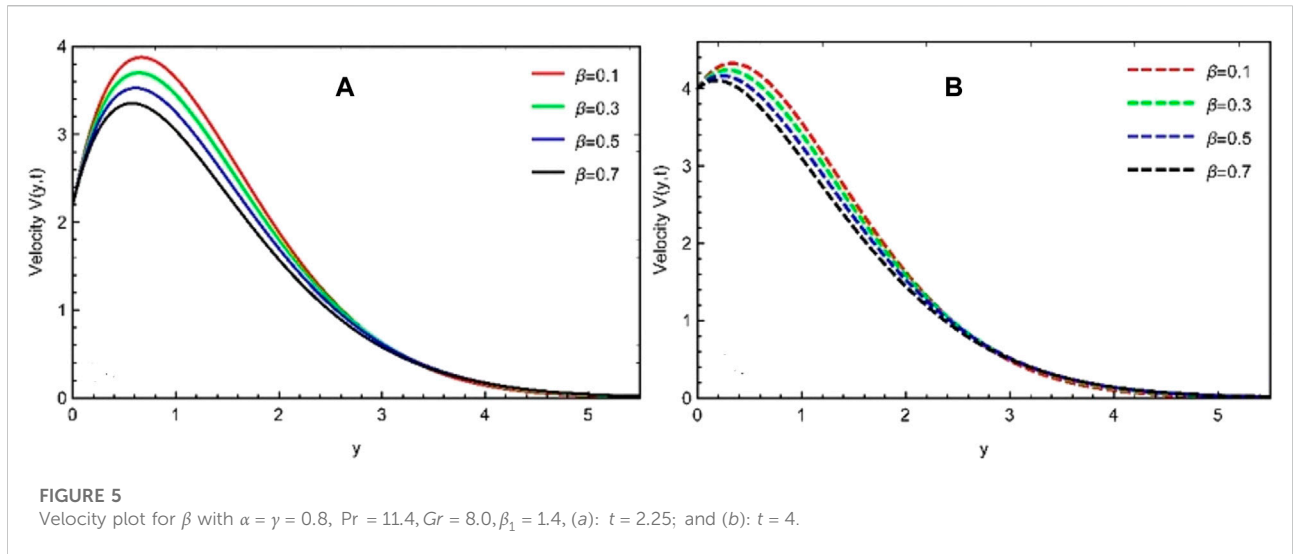 4
3
2
1
0
Velocity V(y,t)
A
β=0.1
β=0.3
β=0.5
β=0.7
0 1 2 3 4 5
y
4
3
2
1
0
Velocity V(y,t)
B
β=0.1
β=0.3
β=0.5
β=0.7
0 1 2 3 4 5
y
FIGURE 5
Velocity plot for β with α = γ = 0.8, Pr = 11.4, Gr = 8.0, β₁ = 1.4, (a): t = 2.25; and (b): t = 4.